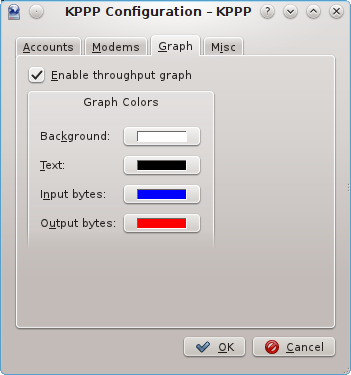 KPPP Configuration – KPPP
Accounts Modems Graph Misc
Enable throughput graph
Graph Colors
Background:
Text:
Input bytes:
Output bytes:
OK Cancel